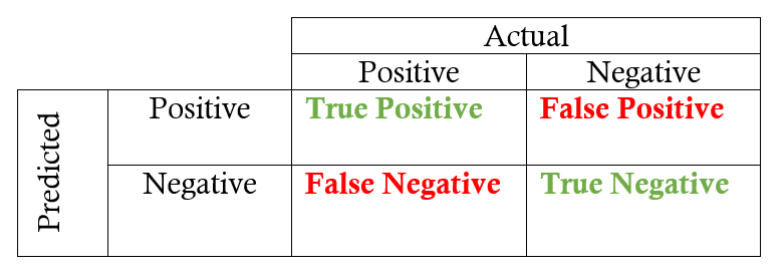 Actual
Positive Negative
Predicted
Positive True Positive False Positive
Negative False Negative True Negative